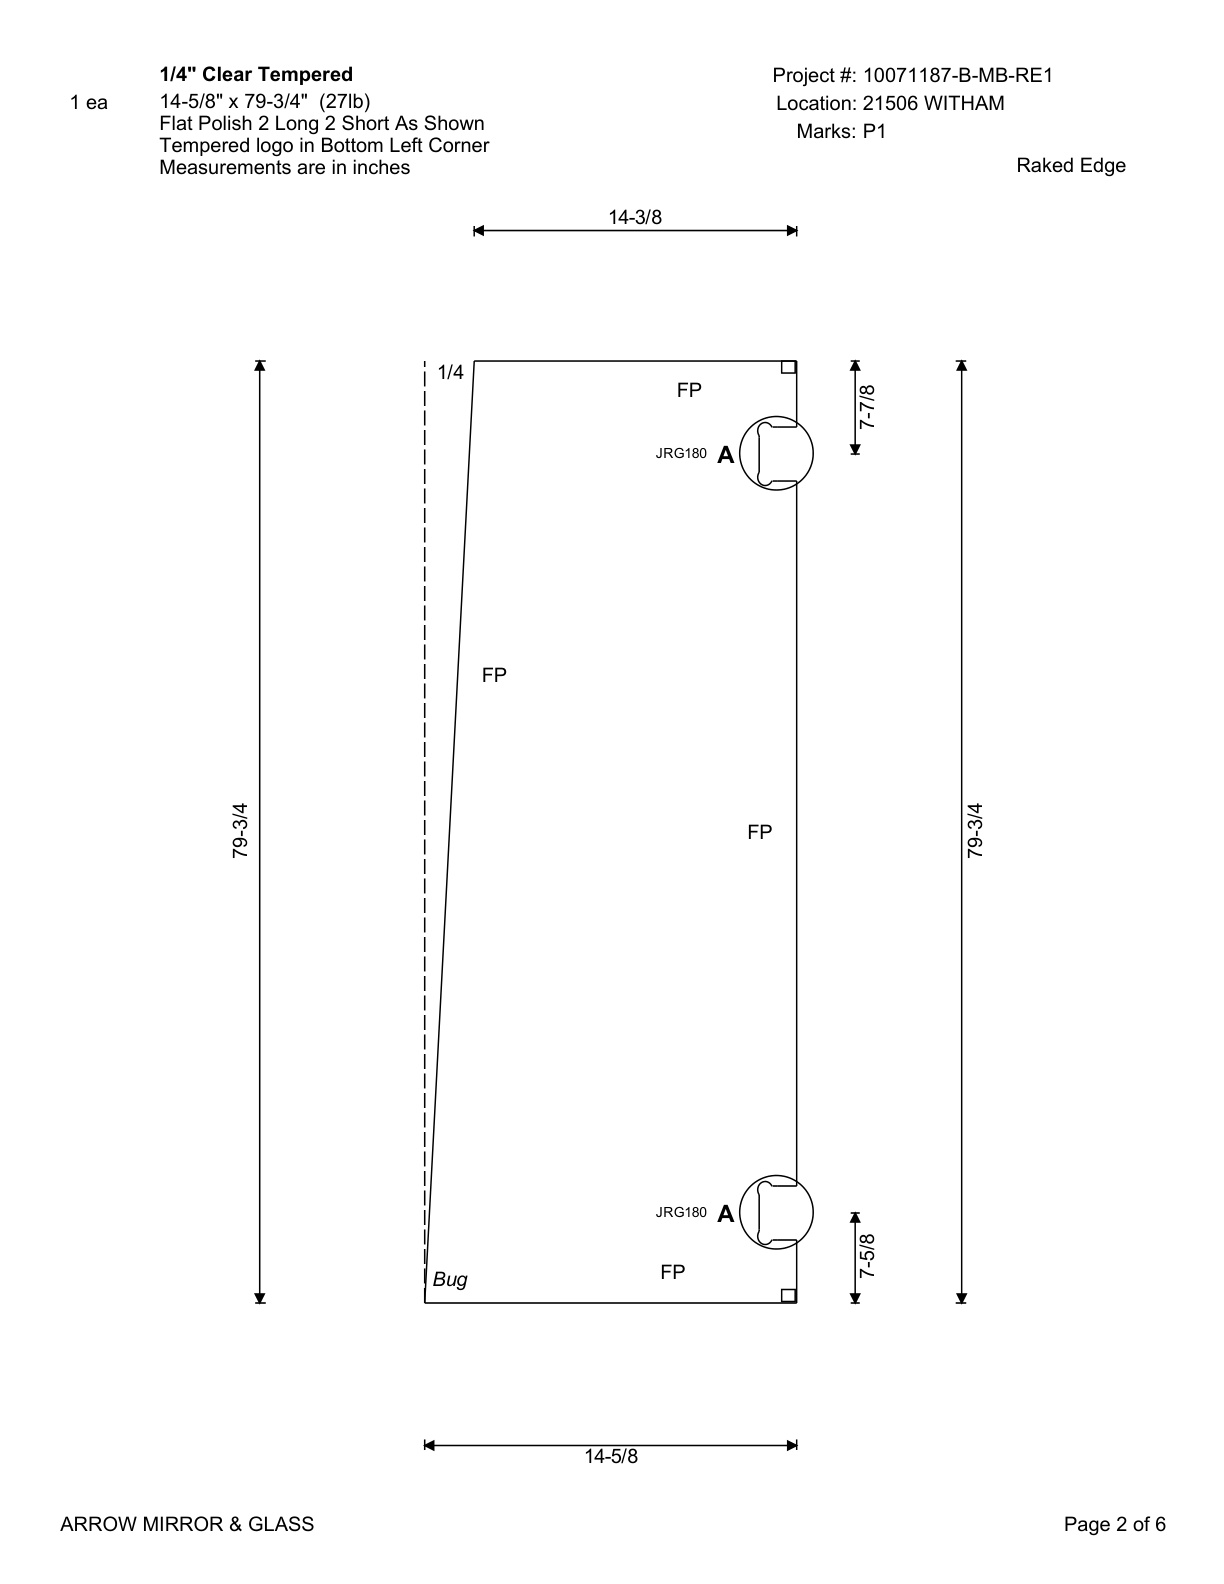 1/4" Clear Tempered
1 ea
14-5/8" x 79-3/4" (27lb)
Flat Polish 2 Long 2 Short As Shown
Tempered logo in Bottom Left Corner
Measurements are in inches
Project #: 10071187-B-MB-RE1
Location: 21506 WITHAM
Marks: P1
Raked Edge
14-3/8
1/4
FP
7-7/8
JRG180 A
FP
79-3/4
FP
79-3/4
JRG180 A
7-5/8
FP
Bug
14-5/8
ARROW MIRROR & GLASS
Page 2 of 6